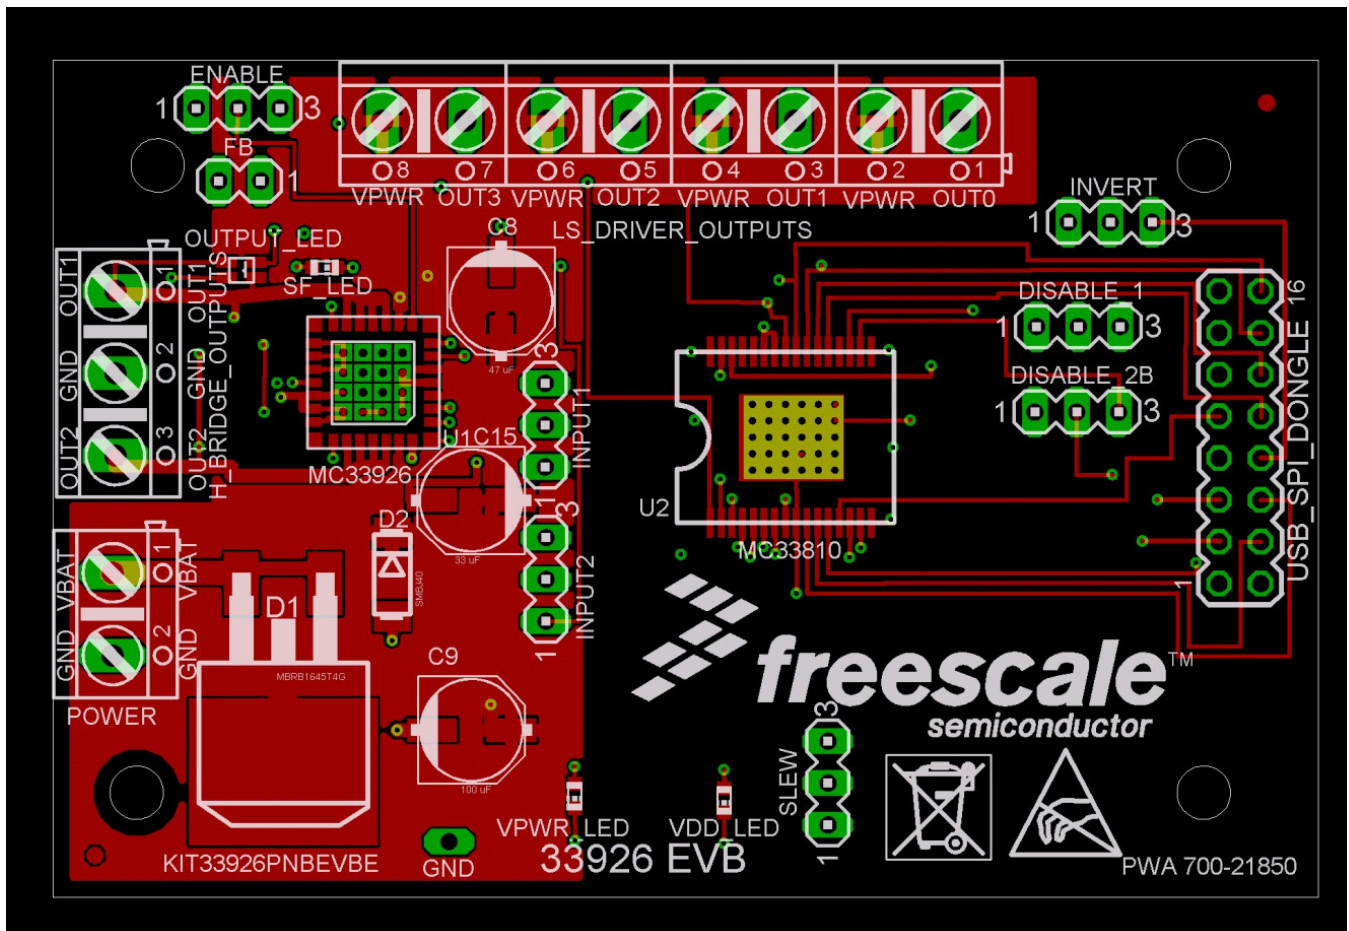 ENABLE
1 3
FB
1
8 7 6 5 4 3 2 1
VPWR OUT3 VPWR OUT2 VPWR OUT1 VPWR OUT0
LS_DRIVER_OUTPUTS
INVERT
1 3
OUTPUT_LED
SF_LED
C8
47 uF
OUT1 GND OUT2
1 2 3
OUT1 GND OUT2
H_BRIDGE_OUTPUTS
DISABLE_1
1 3
DISABLE_2B
1 3
16
USB_SPI_DONGLE
1
3
INPUT1
1
U1
C15
MC33926
33 uF
U2
MC33810
D2
SMBJ40
3
INPUT2
1
VBAT GND
1 2
VBAT GND
POWER
D1
MBRB1645T4G
C9
100 uF
freescale™
semiconductor
3
SLEW
1
VPWR_LED
VDD_LED
KIT33926PNBEVBE
GND
33926 EVB
PWA 700-21850